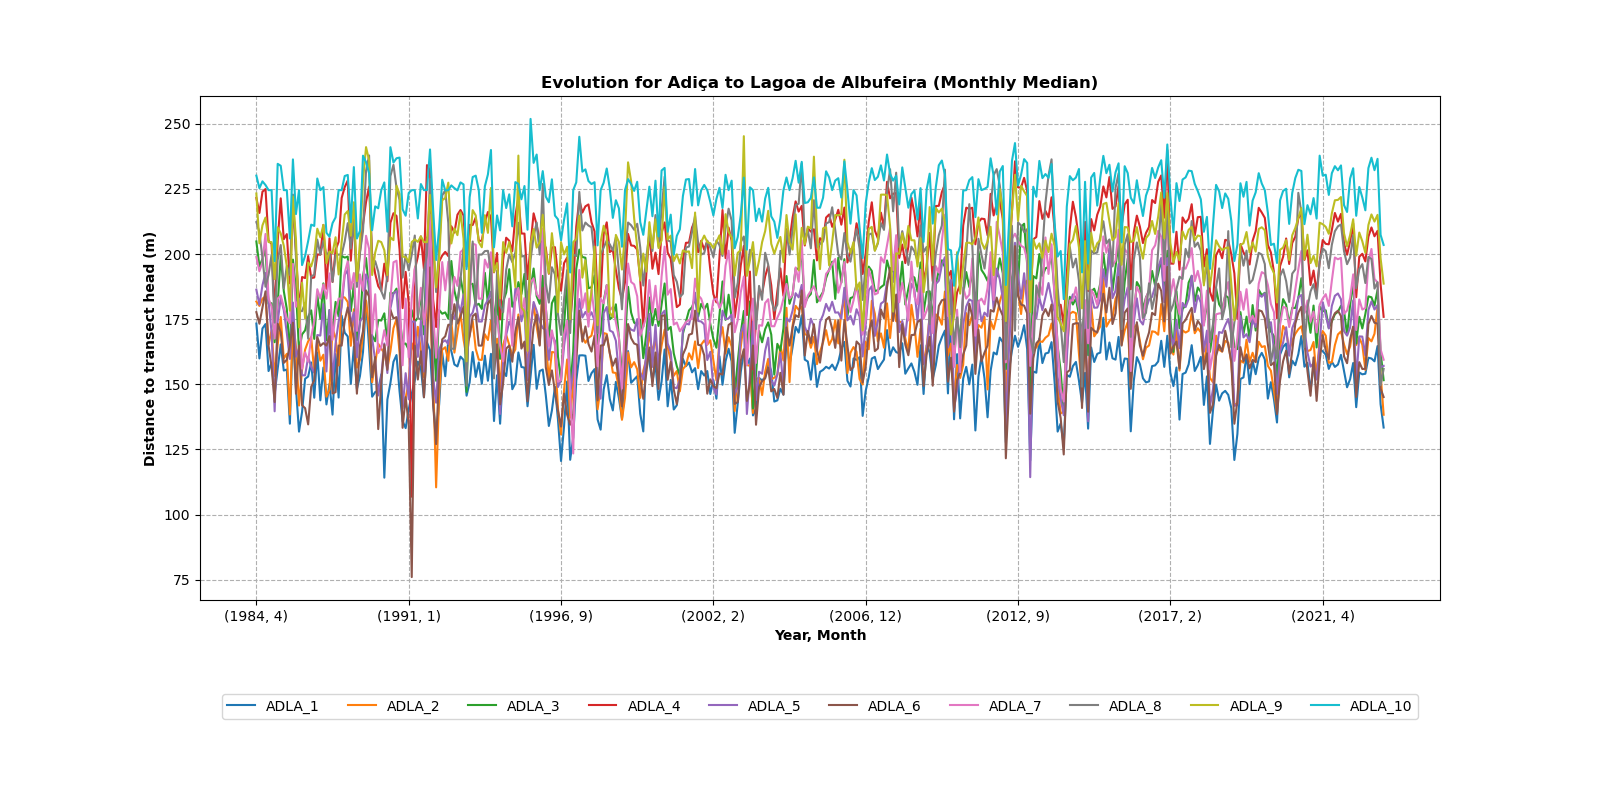 Evolution for Adiça to Lagoa de Albufeira (Monthly Median)
Distance to transect head (m)
250
225
200
175
150
125
100
75
(1984, 4) (1991, 1) (1996, 9) (2002, 2) (2006, 12) (2012, 9) (2017, 2) (2021, 4)
Year, Month
ADLA_1 ADLA_2 ADLA_3 ADLA_4 ADLA_5 ADLA_6 ADLA_7 ADLA_8 ADLA_9 ADLA_10